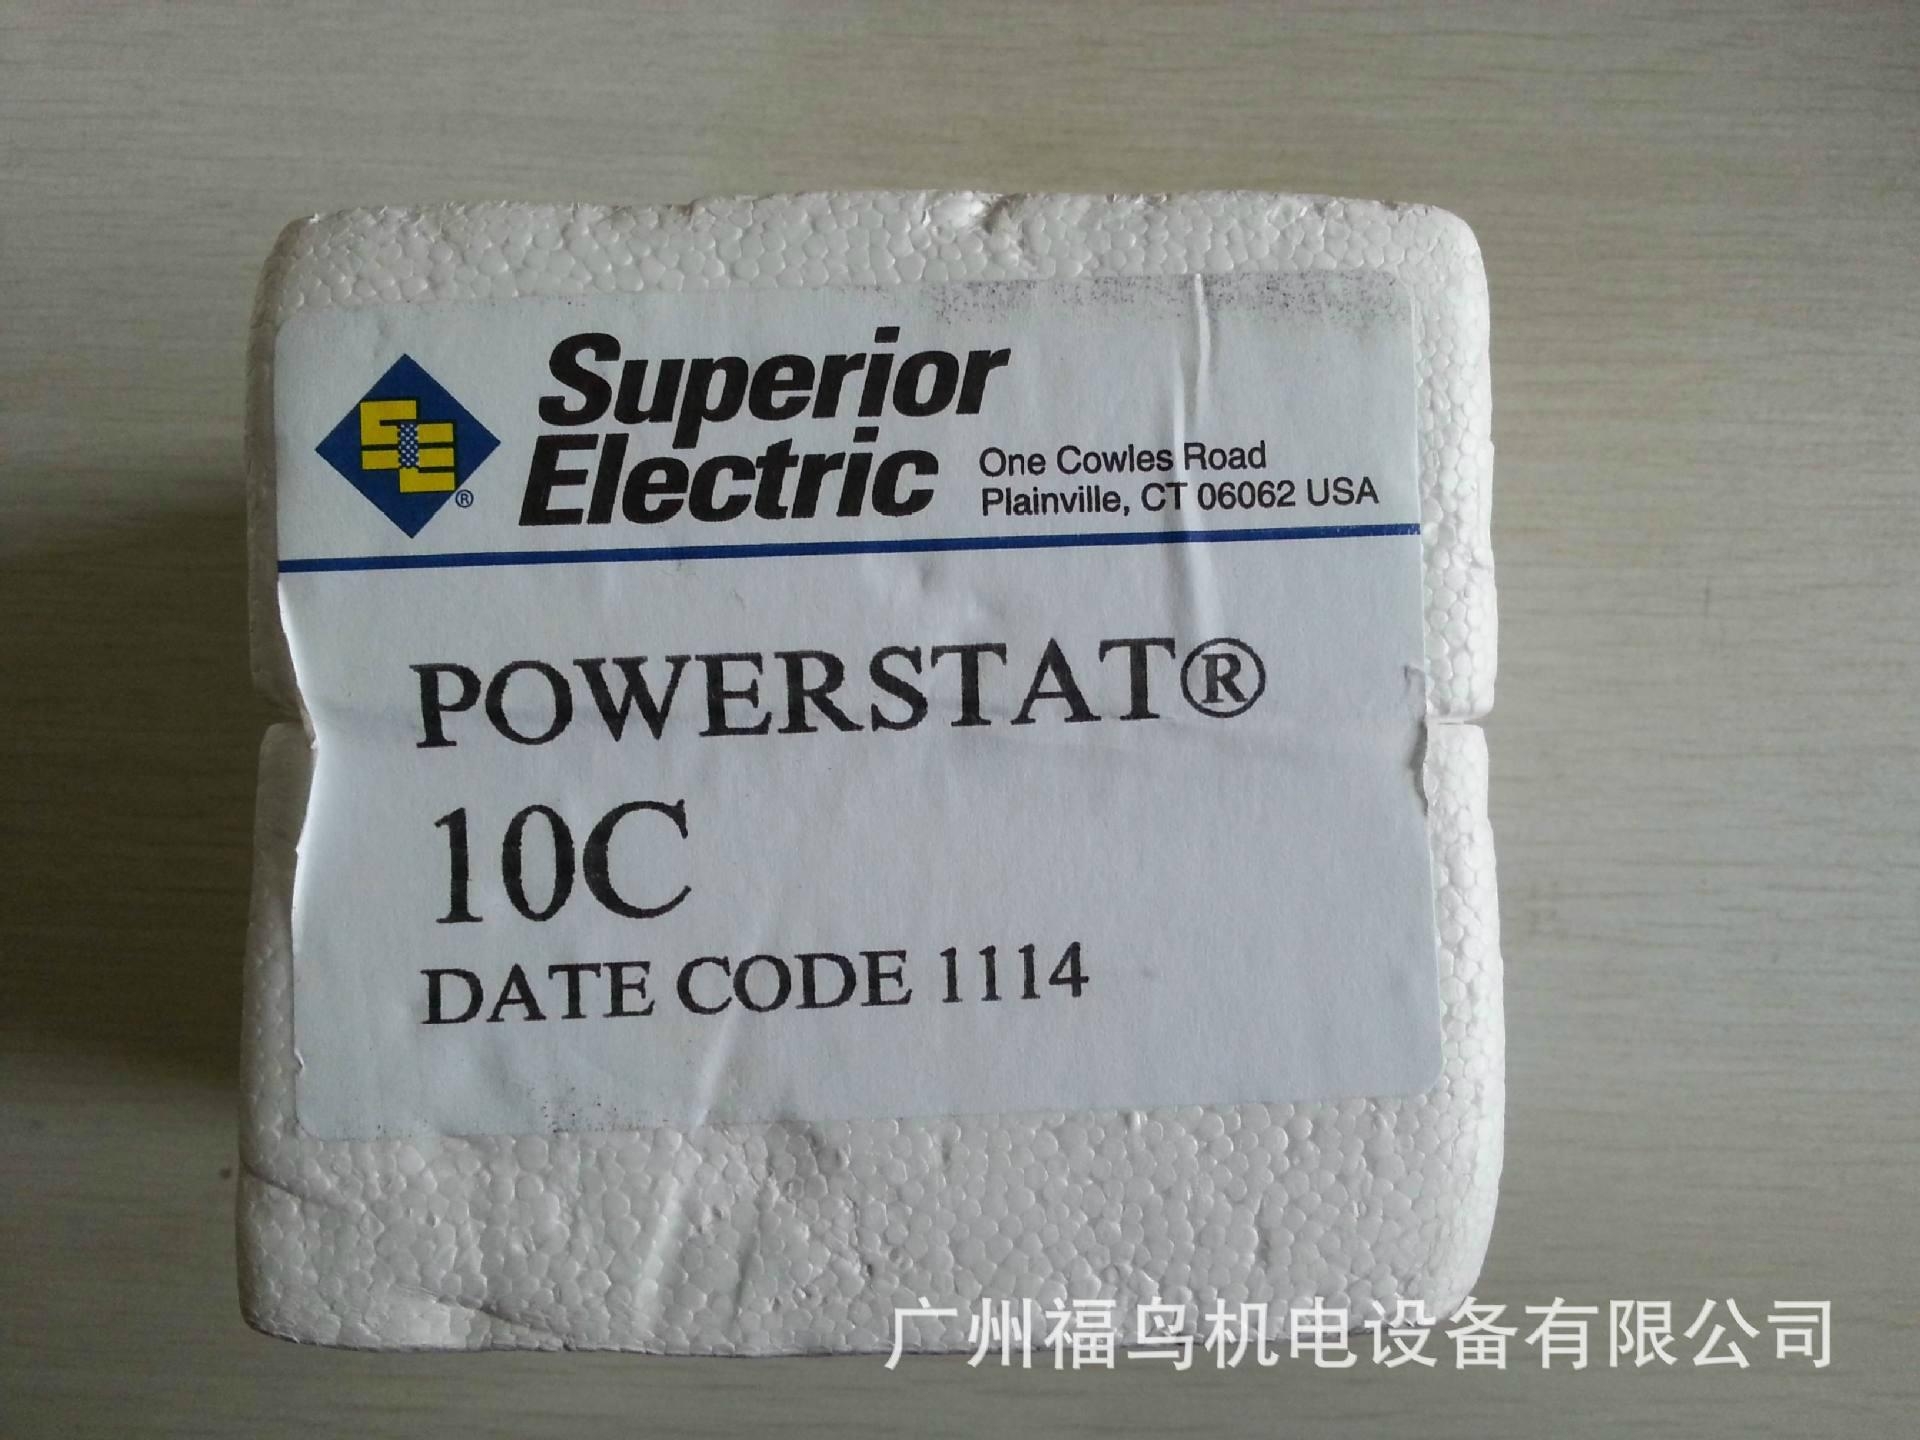 Superior
Electric
One Cowles Road
Plainville, CT 06062 USA
SE®
POWERSTAT®
10C
DATE CODE 1114
广州福鸟机电设备有限公司